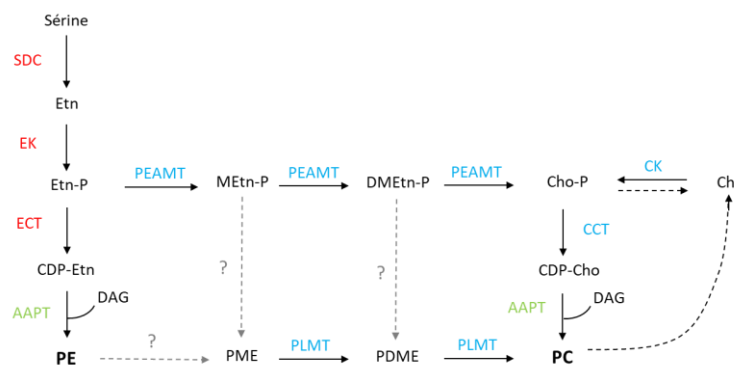 Sérine
SDC
Etn
EK
PEAMT
PEAMT
PEAMT
CK
Etn-P
MEtn-P
DMEtn-P
Cho-P
Ch
ECT
CCT
?
?
CDP-Etn
CDP-Cho
AAPT
DAG
AAPT
DAG
?
PLMT
PLMT
PE
PME
PDME
PC